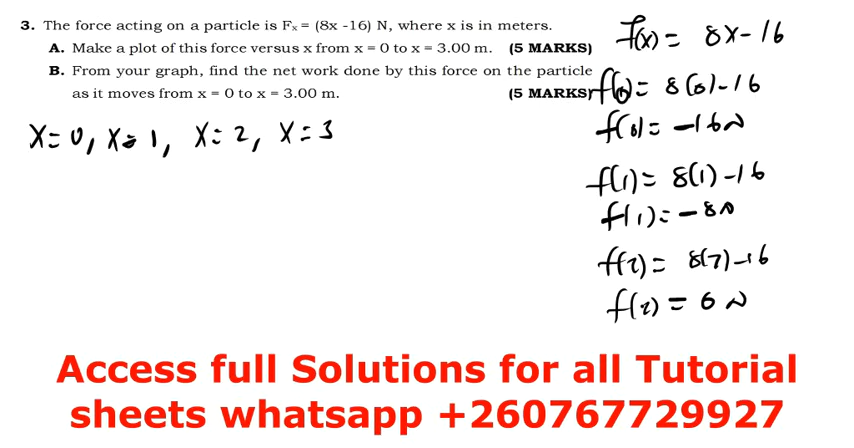 3. The force acting on a particle is Fₓ = (8x -16) N, where x is in meters.
A. Make a plot of this force versus x from x = 0 to x = 3.00 m. (5 MARKS)
B. From your graph, find the net work done by this force on the particle
as it moves from x = 0 to x = 3.00 m. (5 MARKS)
x=0, x=1, x=2, x=3
f(x) = 8x-16
f(0) = 8(0)-16
f(0) = -16N
f(1) = 8(1)-16
f(1) = -8N
f(2) = 8(2)-16
f(2) = 0 N
Access full Solutions for all Tutorial
sheets whatsapp +260767729927